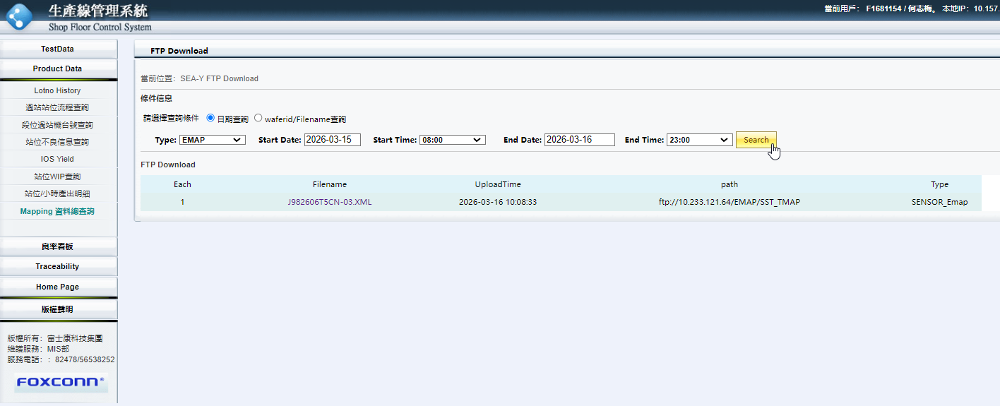 生產線管理系統
Shop Floor Control System
當前用戶： F1681154 / 何志梅。 本地IP： 10.157.
TestData
Product Data
Lotno History
過站站位流程查詢
段位過站機台號查詢
站位不良信息查詢
IOS Yield
站位WIP查詢
站位/小時產出明細
Mapping 資料總查詢
良率看板
Traceability
Home Page
版權聲明
版權所有： 富士康科技集團
維護服務： MIS部
服務電話：： 82478/56538252
FOXCONN®
FTP Download
當前位置： SEA-Y FTP Download
條件信息
請選擇查詢條件 日期查詢 waferid/Filename查詢
Type: EMAP Start Date: 2026-03-15 Start Time: 08:00 End Date: 2026-03-16 End Time: 23:00 Search
FTP Download
Each Filename UploadTime path Type
1 J982606T5CN-03.XML 2026-03-16 10:08:33 ftp://10.233.121.64/EMAP/SST_TMAP SENSOR_Emap